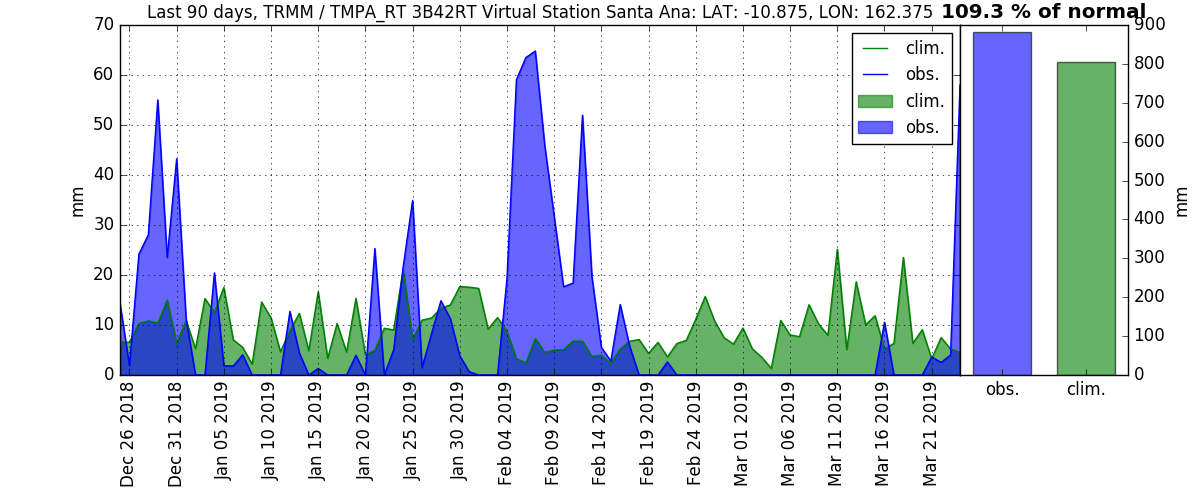 Last 90 days, TRMM / TMPA_RT 3B42RT Virtual Station Santa Ana: LAT: -10.875, LON: 162.375 109.3 % of normal
mm
70
60
50
40
30
20
10
0
clim.
obs.
clim.
obs.
900
800
700
600
500
400
300
200
100
0
mm
Dec 26 2018
Dec 31 2018
Jan 05 2019
Jan 10 2019
Jan 15 2019
Jan 20 2019
Jan 25 2019
Jan 30 2019
Feb 04 2019
Feb 09 2019
Feb 14 2019
Feb 19 2019
Feb 24 2019
Mar 01 2019
Mar 06 2019
Mar 11 2019
Mar 16 2019
Mar 21 2019
obs.
clim.